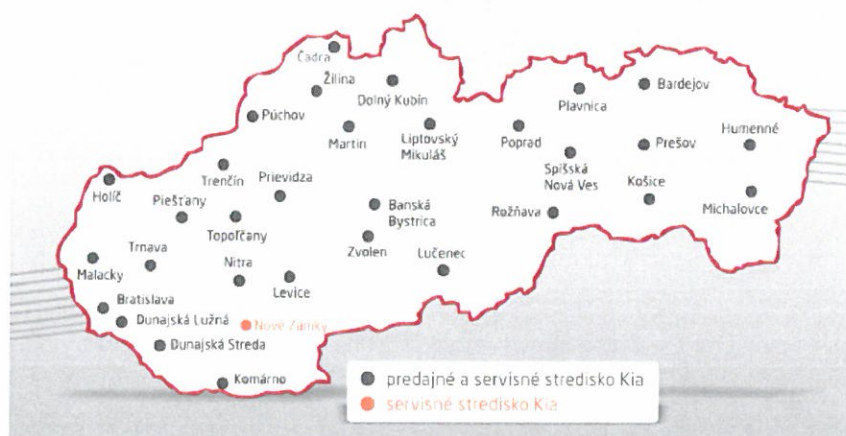 Čadca
Žilina
Dolný Kubín
Púchov
Martin
Liptovský
Mikuláš
Poprad
Plavnica
Bardejov
Spišská
Nová Ves
Prešov
Humenné
Košice
Michalovce
Rožňava
Holíč
Trenčín
Prievidza
Piešťany
Topoľčany
Banská
Bystrica
Zvolen
Lučenec
Malacky
Trnava
Nitra
Levice
Bratislava
Dunajská Lužná
Nové Zámky
Dunajská Streda
Komárno
predajné a servisné stredisko Kia
servisné stredisko Kia